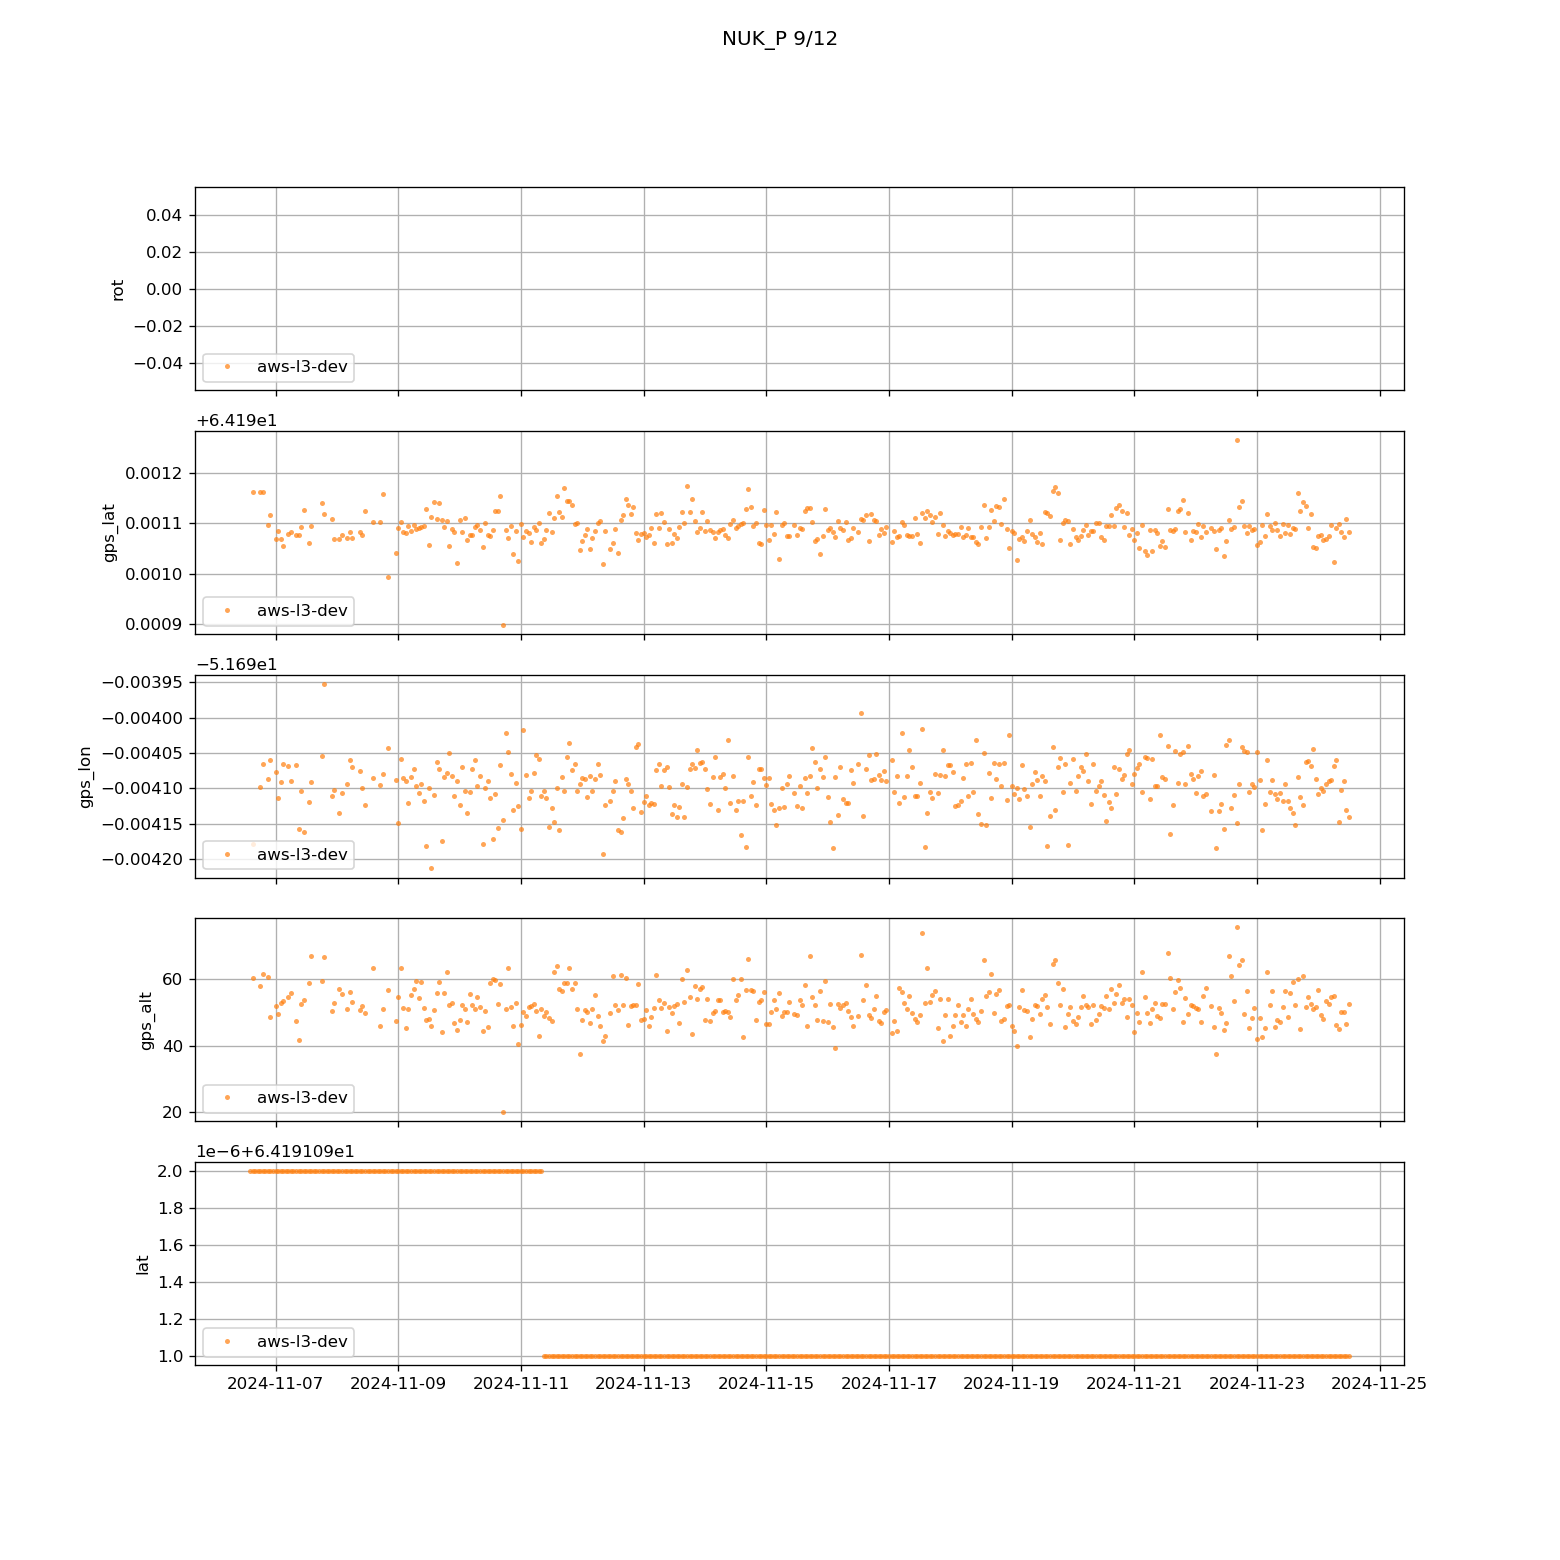 NUK_P 9/12
0.04
0.02
0.00
−0.02
−0.04
rot
aws-l3-dev
+6.419e1
0.0012
0.0011
0.0010
0.0009
gps_lat
aws-l3-dev
−5.169e1
−0.00395
−0.00400
−0.00405
−0.00410
−0.00415
−0.00420
gps_lon
aws-l3-dev
60
40
20
gps_alt
aws-l3-dev
1e−6+6.419109e1
2.0
1.8
1.6
1.4
1.2
1.0
lat
aws-l3-dev
2024-11-07 2024-11-09 2024-11-11 2024-11-13 2024-11-15 2024-11-17 2024-11-19 2024-11-21 2024-11-23 2024-11-25